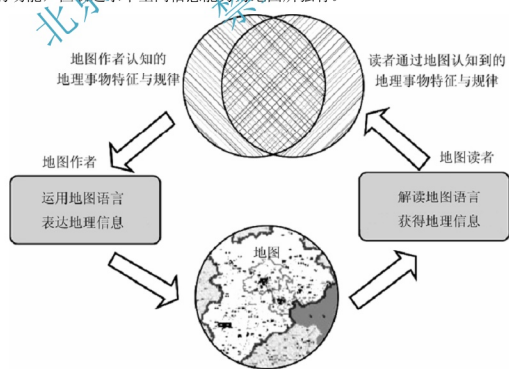 北京
禁
地图作者认知的
地理事物特征与规律
读者通过地图认知到的
地理事物特征与规律
地图作者
运用地图语言
表达地理信息
地图读者
解读地图语言
获得地理信息
地图